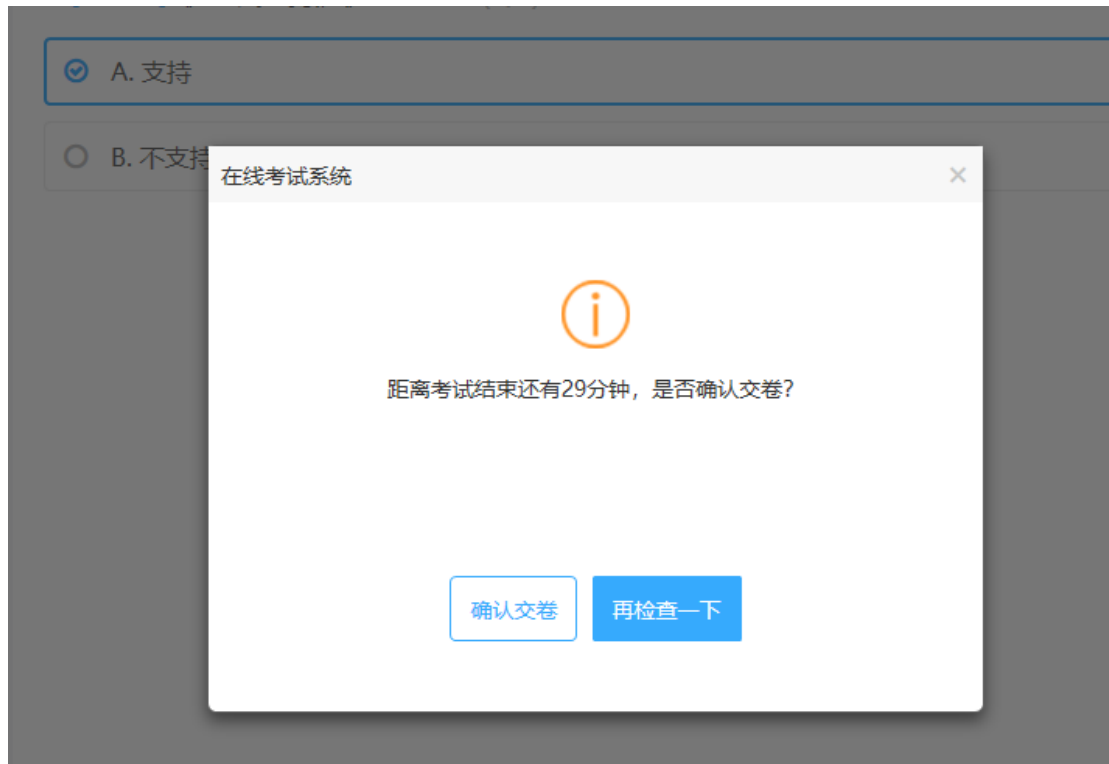 A. 支持
B. 不支持
在线考试系统
距离考试结束还有29分钟，是否确认交卷？
确认交卷
再检查一下